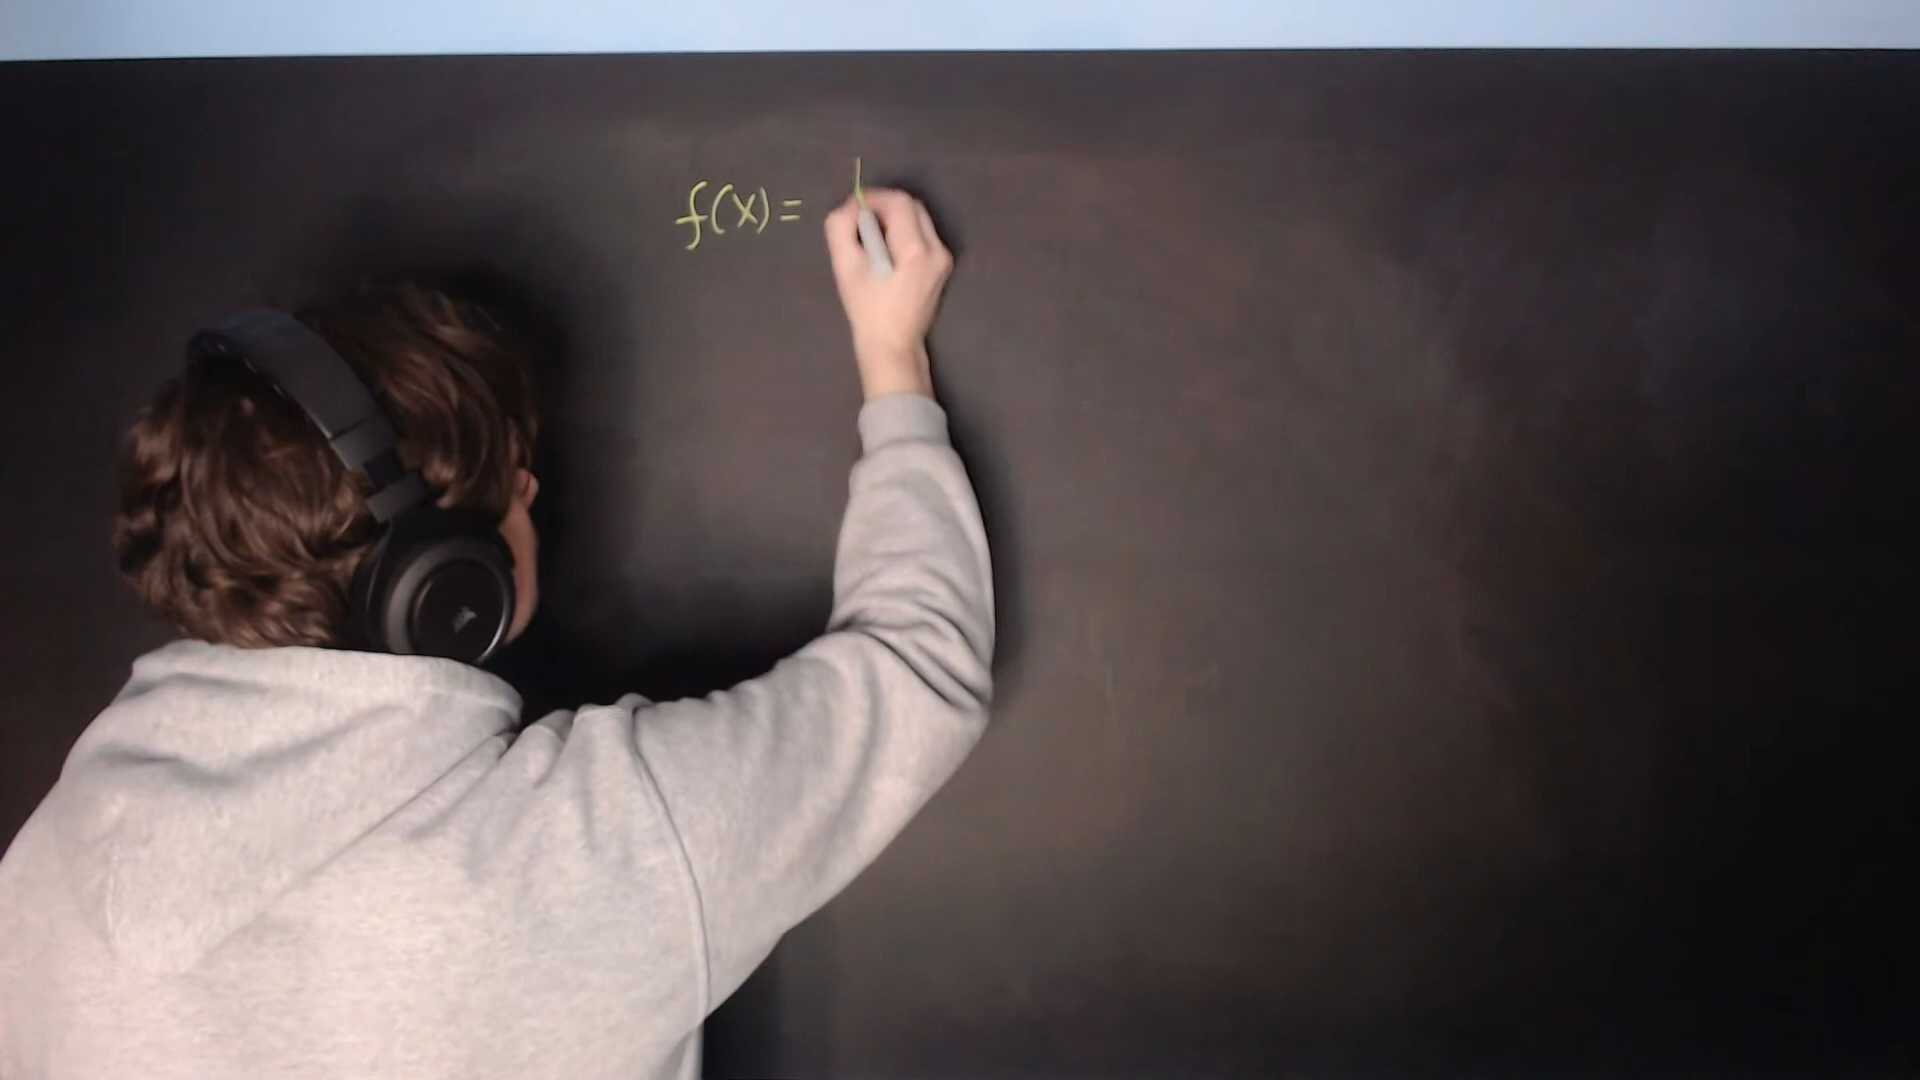 f(x) =